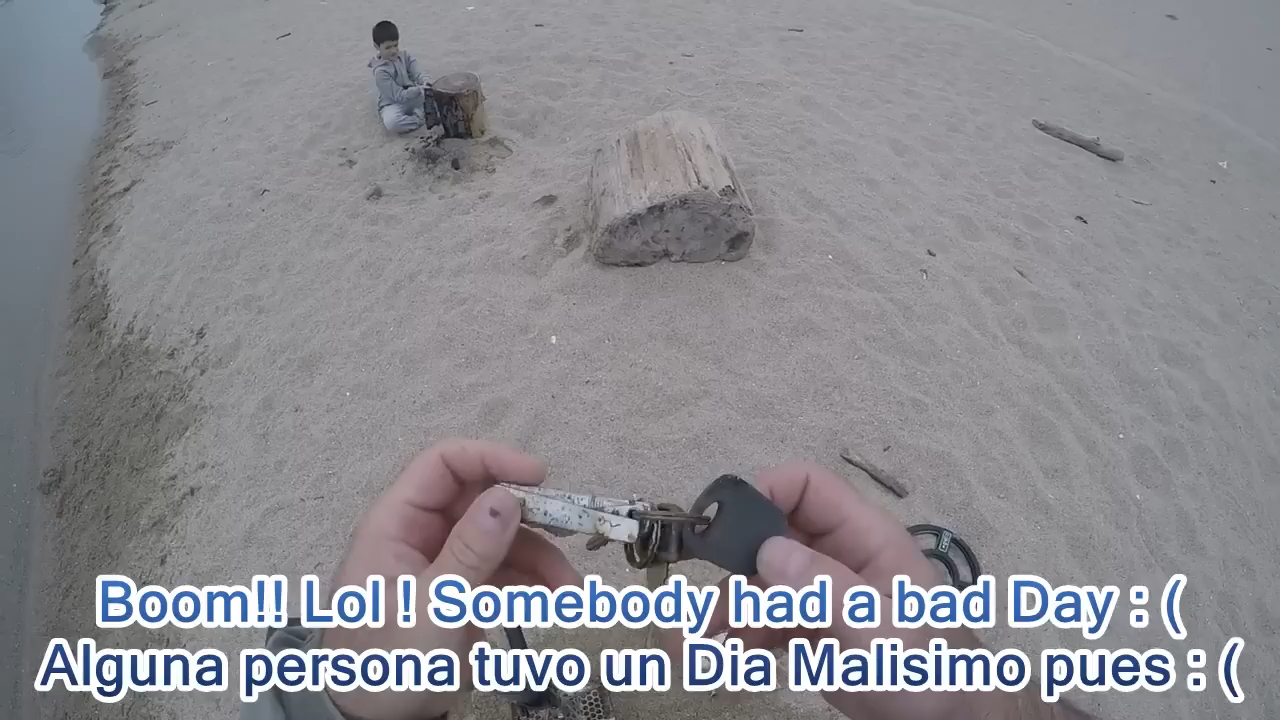 Boom!! Lol ! Somebody had a bad Day : (
Alguna persona tuvo un Dia Malisimo pues : (